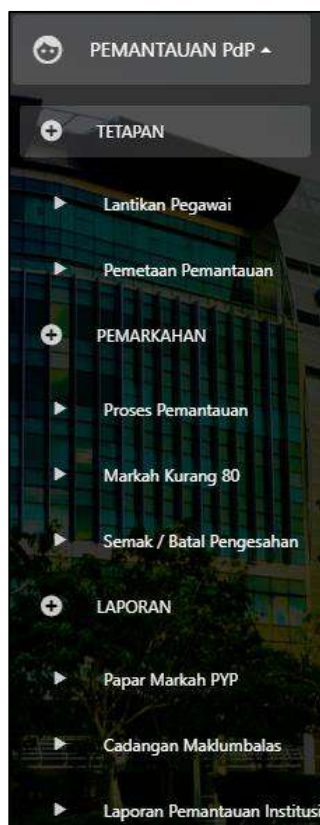 PEMANTAUAN PdP
TETAPAN
Lantikan Pegawai
Pemetaan Pemantauan
PEMARKAHAN
Proses Pemantauan
Markah Kurang 80
Semak / Batal Pengesahan
LAPORAN
Papar Markah PYP
Cadangan Maklumbalas
Laporan Pemantauan Institusi